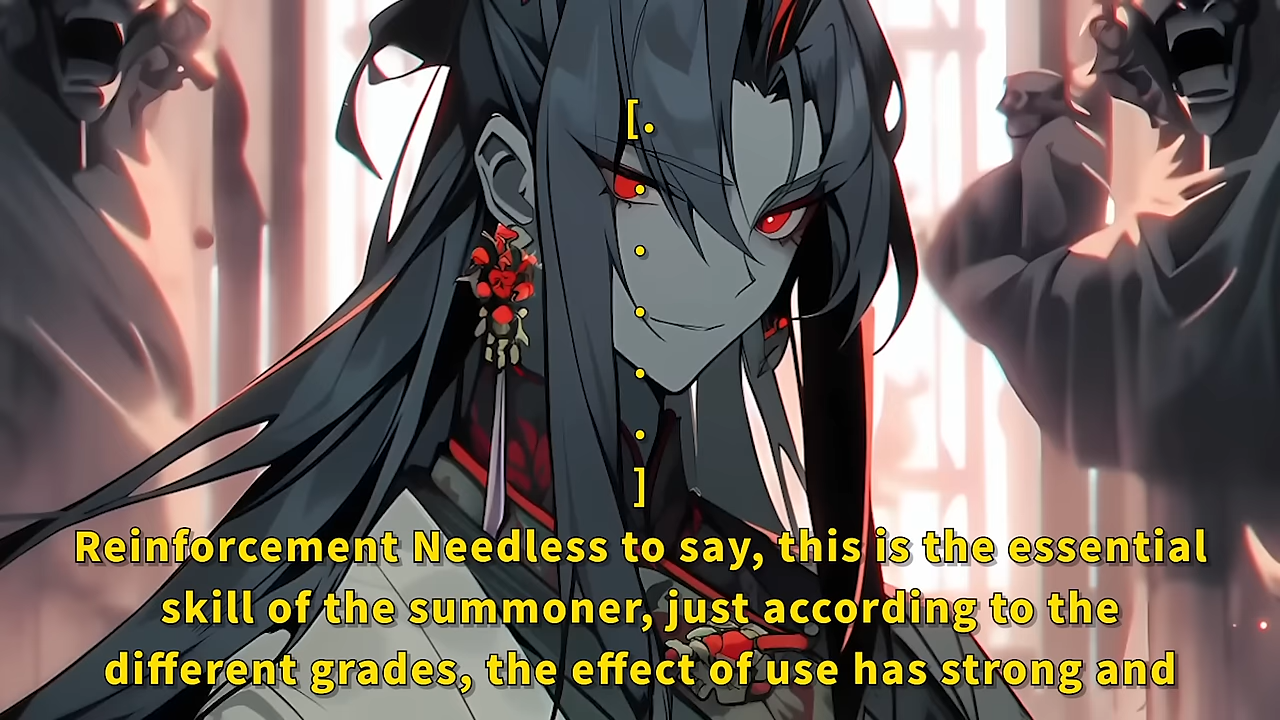 [.
.
.
.
.
.
]
Reinforcement Needless to say, this is the essential
skill of the summoner, just according to the
different grades, the effect of use has strong and